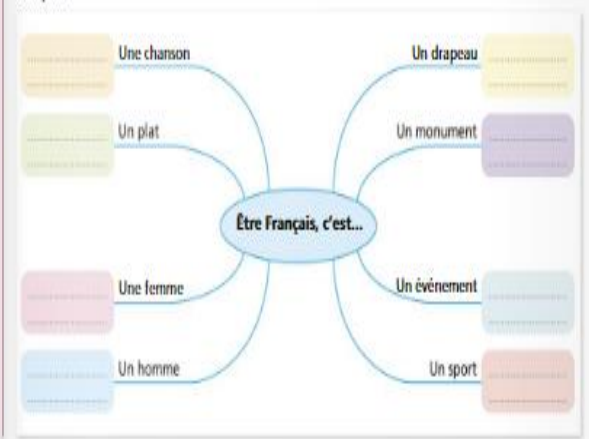 Une chanson
Un drapeau
Un plat
Un monument
Être Français, c'est...
Une femme
Un événement
Un homme
Un sport